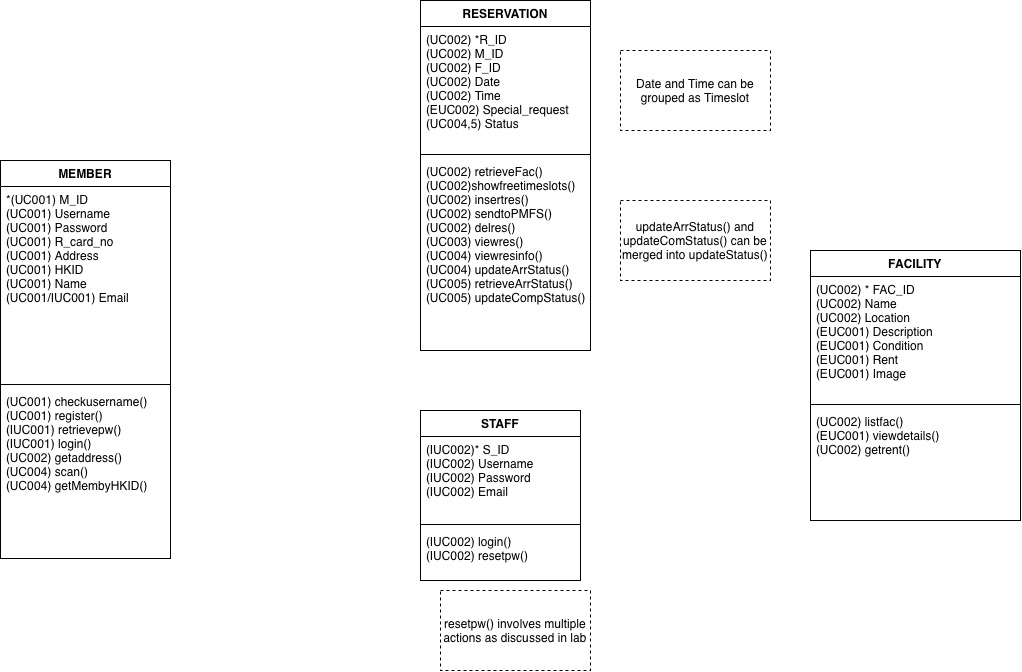 RESERVATION
(UC002) *R_ID
(UC002) M_ID
(UC002) F_ID
(UC002) Date
(UC002) Time
(EUC002) Special_request
(UC004,5) Status
(UC002) retrieveFac()
(UC002)showfreetimeslots()
(UC002) insertres()
(UC002) sendtoPMFS()
(UC002) delres()
(UC003) viewres()
(UC004) viewresinfo()
(UC004) updateArrStatus()
(UC005) retrieveArrStatus()
(UC005) updateCompStatus()
Date and Time can be
grouped as Timeslot
MEMBER
*(UC001) M_ID
(UC001) Username
(UC001) Password
(UC001) R_card_no
(UC001) Address
(UC001) HKID
(UC001) Name
(UC001/IUC001) Email
(UC001) checkusername()
(UC001) register()
(IUC001) retrievepw()
(IUC001) login()
(UC002) getaddress()
(UC004) scan()
(UC004) getMembyHKID()
updateArrStatus() and
updateComStatus() can be
merged into updateStatus()
FACILITY
(UC002) * FAC_ID
(UC002) Name
(UC002) Location
(EUC001) Description
(EUC001) Condition
(EUC001) Rent
(EUC001) Image
(UC002) listfac()
(EUC001) viewdetails()
(UC002) getrent()
STAFF
(IUC002)* S_ID
(IUC002) Username
(IUC002) Password
(IUC002) Email
(IUC002) login()
(IUC002) resetpw()
resetpw() involves multiple
actions as discussed in lab